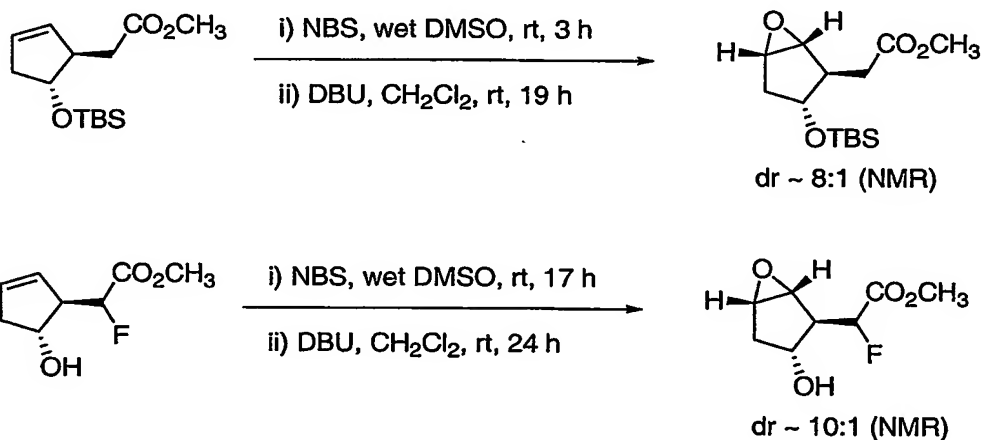 CO₂CH₃
OTBS
i) NBS, wet DMSO, rt, 3 h
ii) DBU, CH₂Cl₂, rt, 19 h
O
H
H
CO₂CH₃
OTBS
dr ~ 8:1 (NMR)
CO₂CH₃
F
OH
i) NBS, wet DMSO, rt, 17 h
ii) DBU, CH₂Cl₂, rt, 24 h
O
H
H
CO₂CH₃
F
OH
dr ~ 10:1 (NMR)